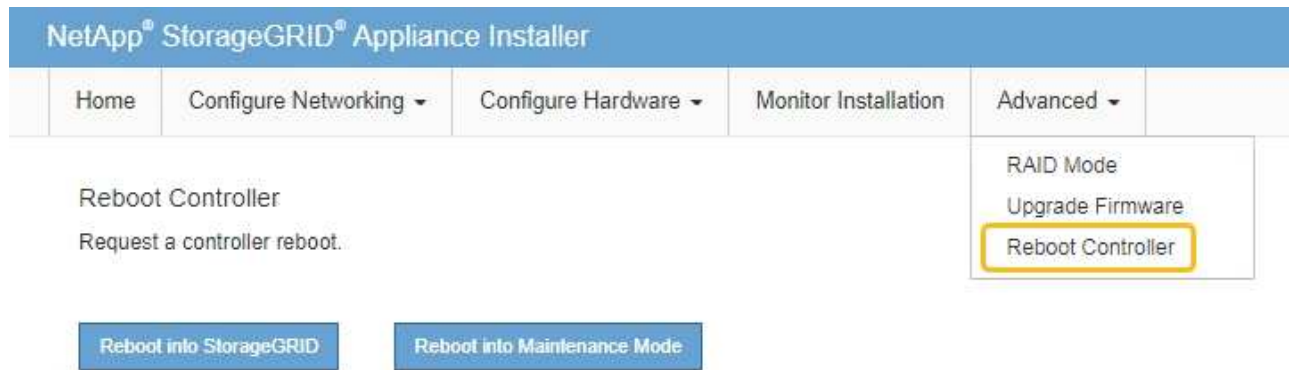 NetApp® StorageGRID® Appliance Installer
Home Configure Networking Configure Hardware Monitor Installation Advanced
RAID Mode
Upgrade Firmware
Reboot Controller
Reboot Controller
Request a controller reboot.
Reboot into StorageGRID Reboot into Maintenance Mode